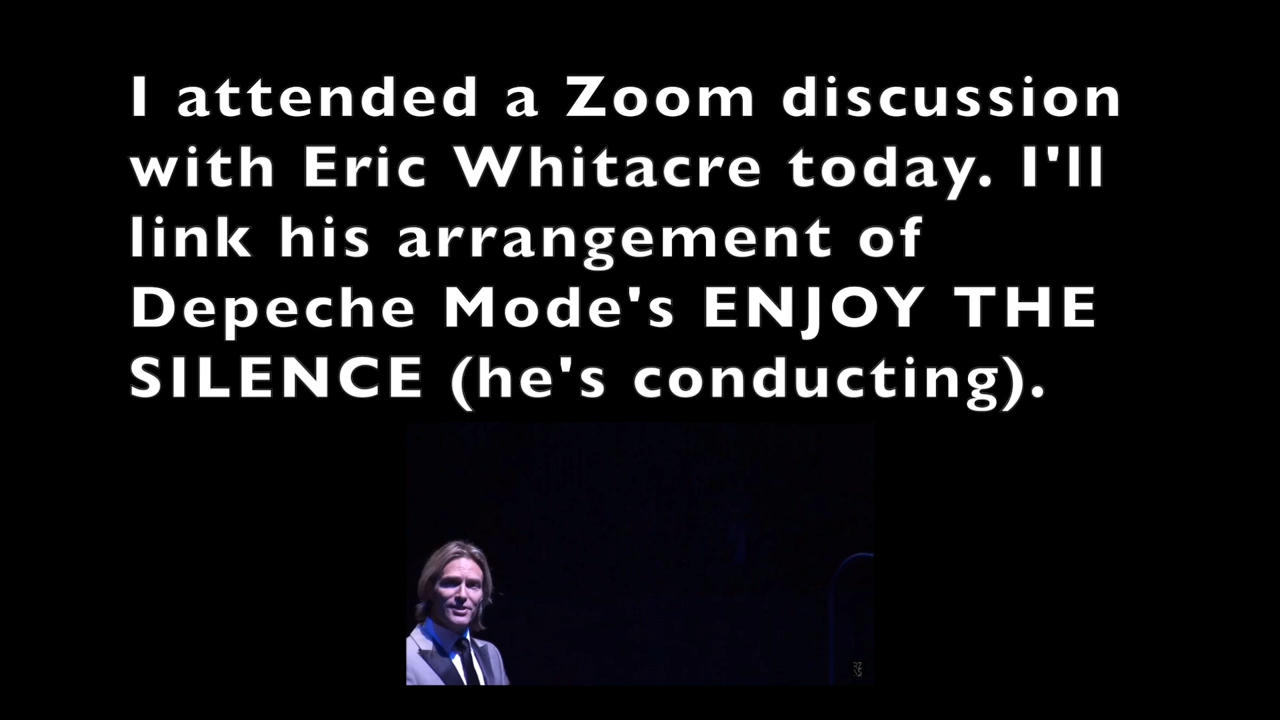 I attended a Zoom discussion
with Eric Whitacre today. I'll
link his arrangement of
Depeche Mode's ENJOY THE
SILENCE (he's conducting).